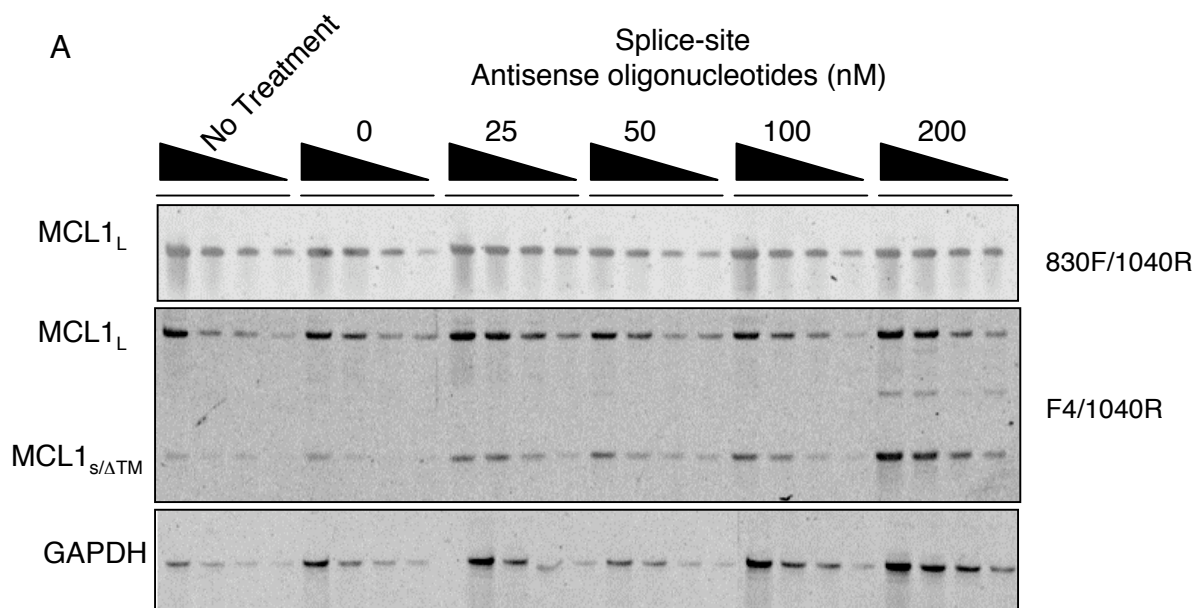 A
No Treatment
Splice-site
Antisense oligonucleotides (nM)
0 25 50 100 200
MCL1L
830F/1040R
MCL1L
F4/1040R
MCL1s/ΔTM
GAPDH